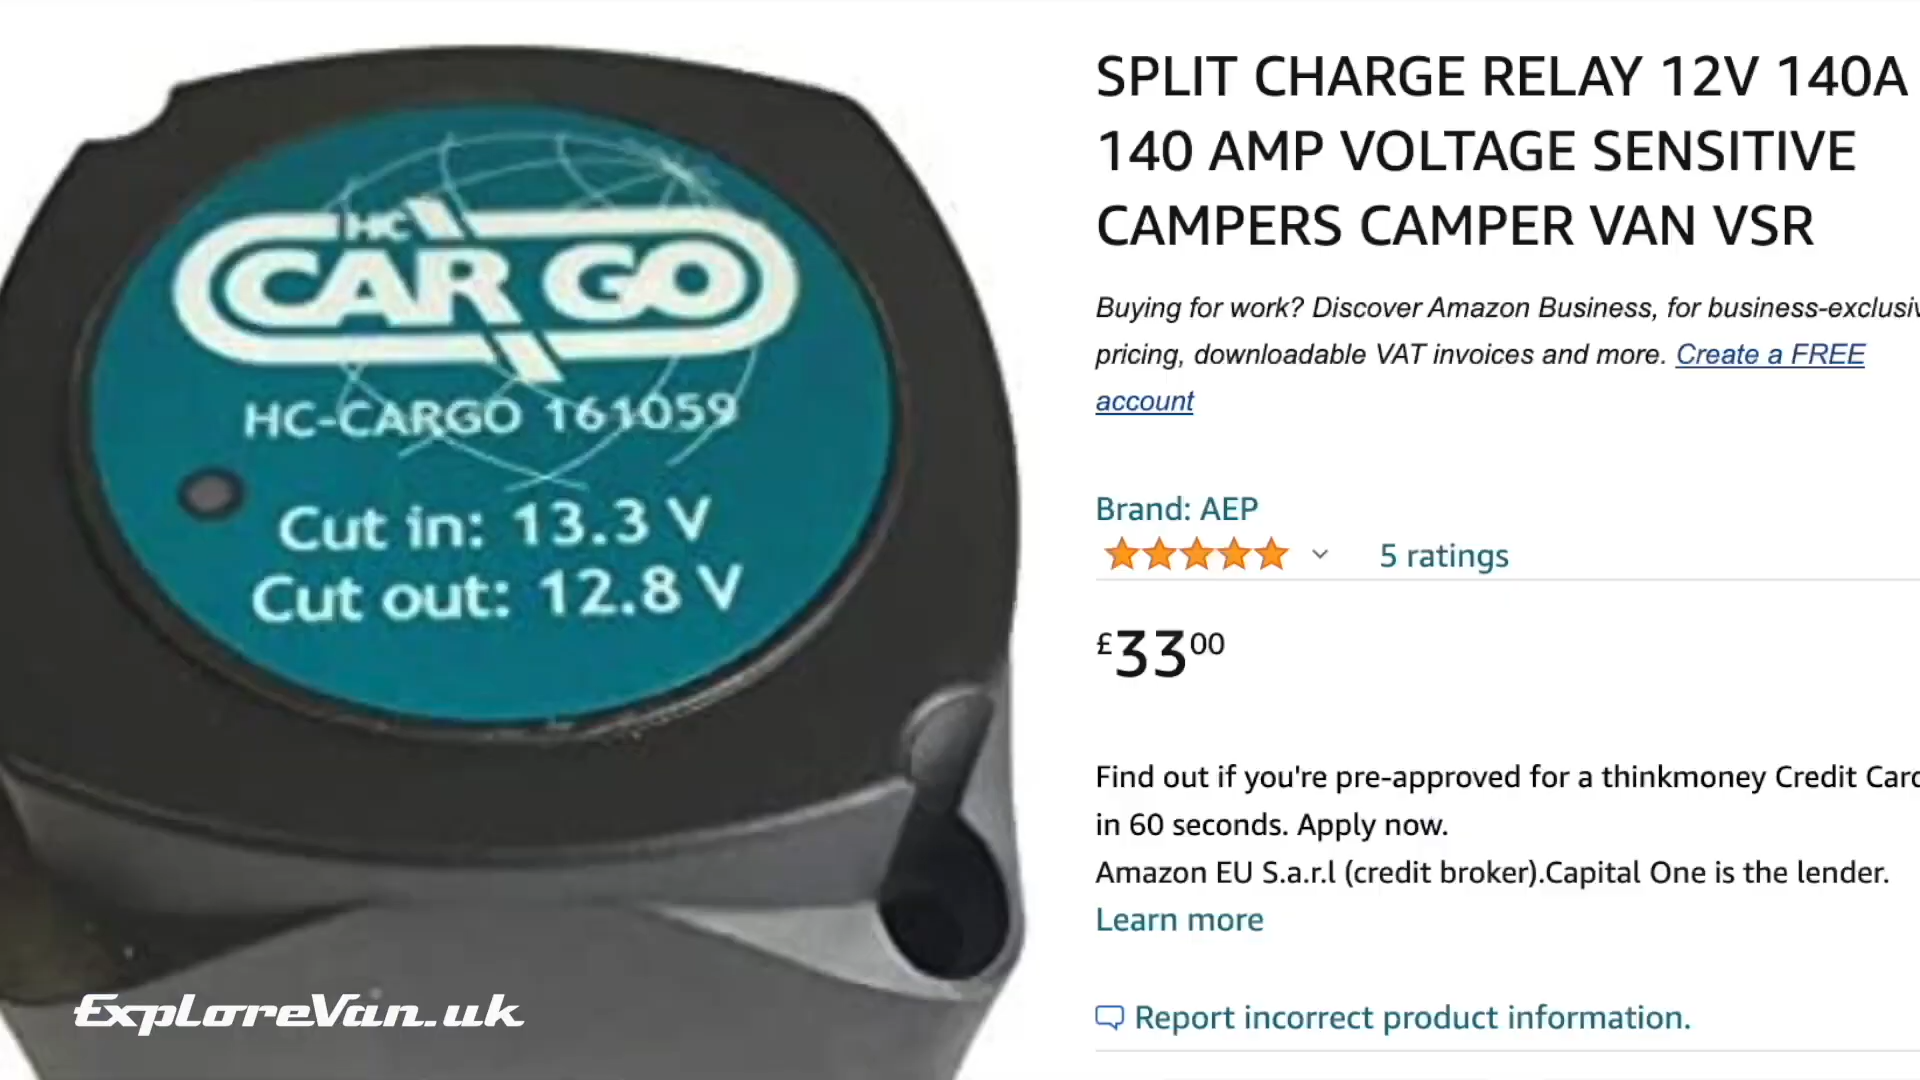 HC
CAR GO
HC-CARGO 161059
Cut in: 13.3 V
Cut out: 12.8 V
ExploreVan.uk
SPLIT CHARGE RELAY 12V 140A
140 AMP VOLTAGE SENSITIVE
CAMPERS CAMPER VAN VSR
Buying for work? Discover Amazon Business, for business-exclusiv
pricing, downloadable VAT invoices and more. Create a FREE
account
Brand: AEP
5 ratings
£3300
Find out if you're pre-approved for a thinkmoney Credit Card
in 60 seconds. Apply now.
Amazon EU S.a.r.l (credit broker).Capital One is the lender.
Learn more
Report incorrect product information.